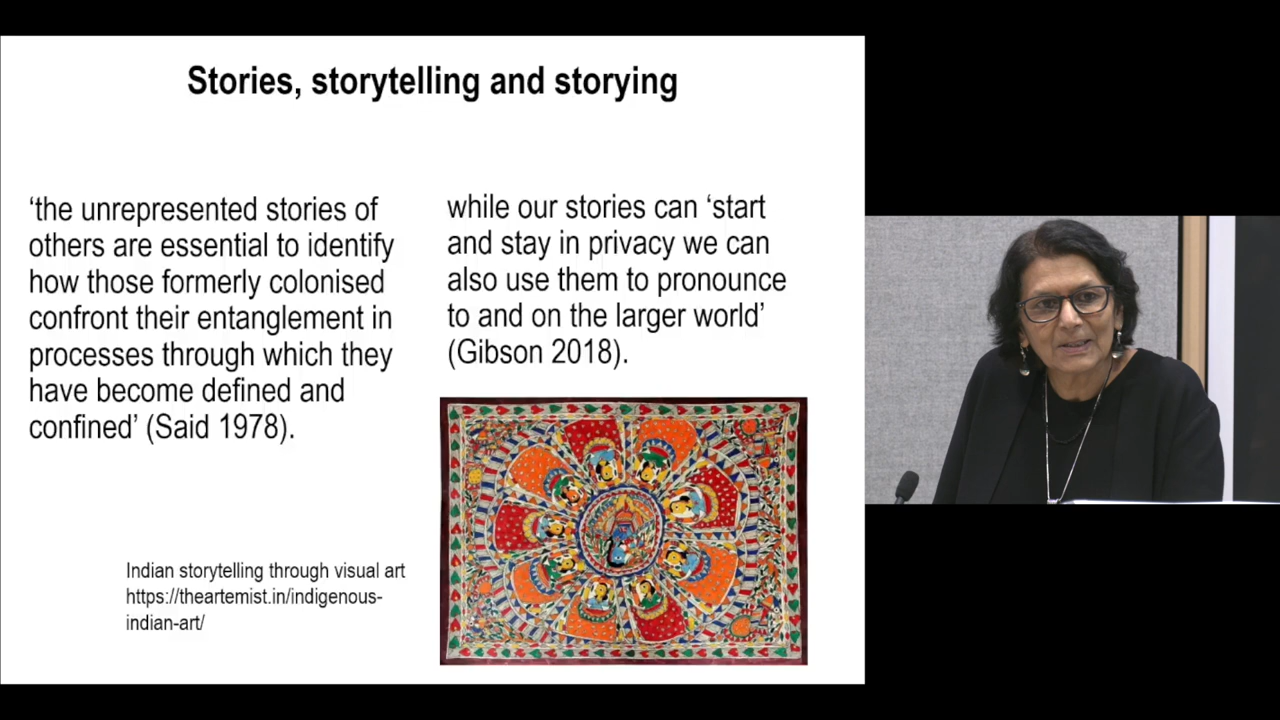 Stories, storytelling and storying
‘the unrepresented stories of
others are essential to identify
how those formerly colonised
confront their entanglement in
processes through which they
have become defined and
confined’ (Said 1978).
while our stories can ‘start
and stay in privacy we can
also use them to pronounce
to and on the larger world’
(Gibson 2018).
Indian storytelling through visual art
https://theartemist.in/indigenous-
indian-art/